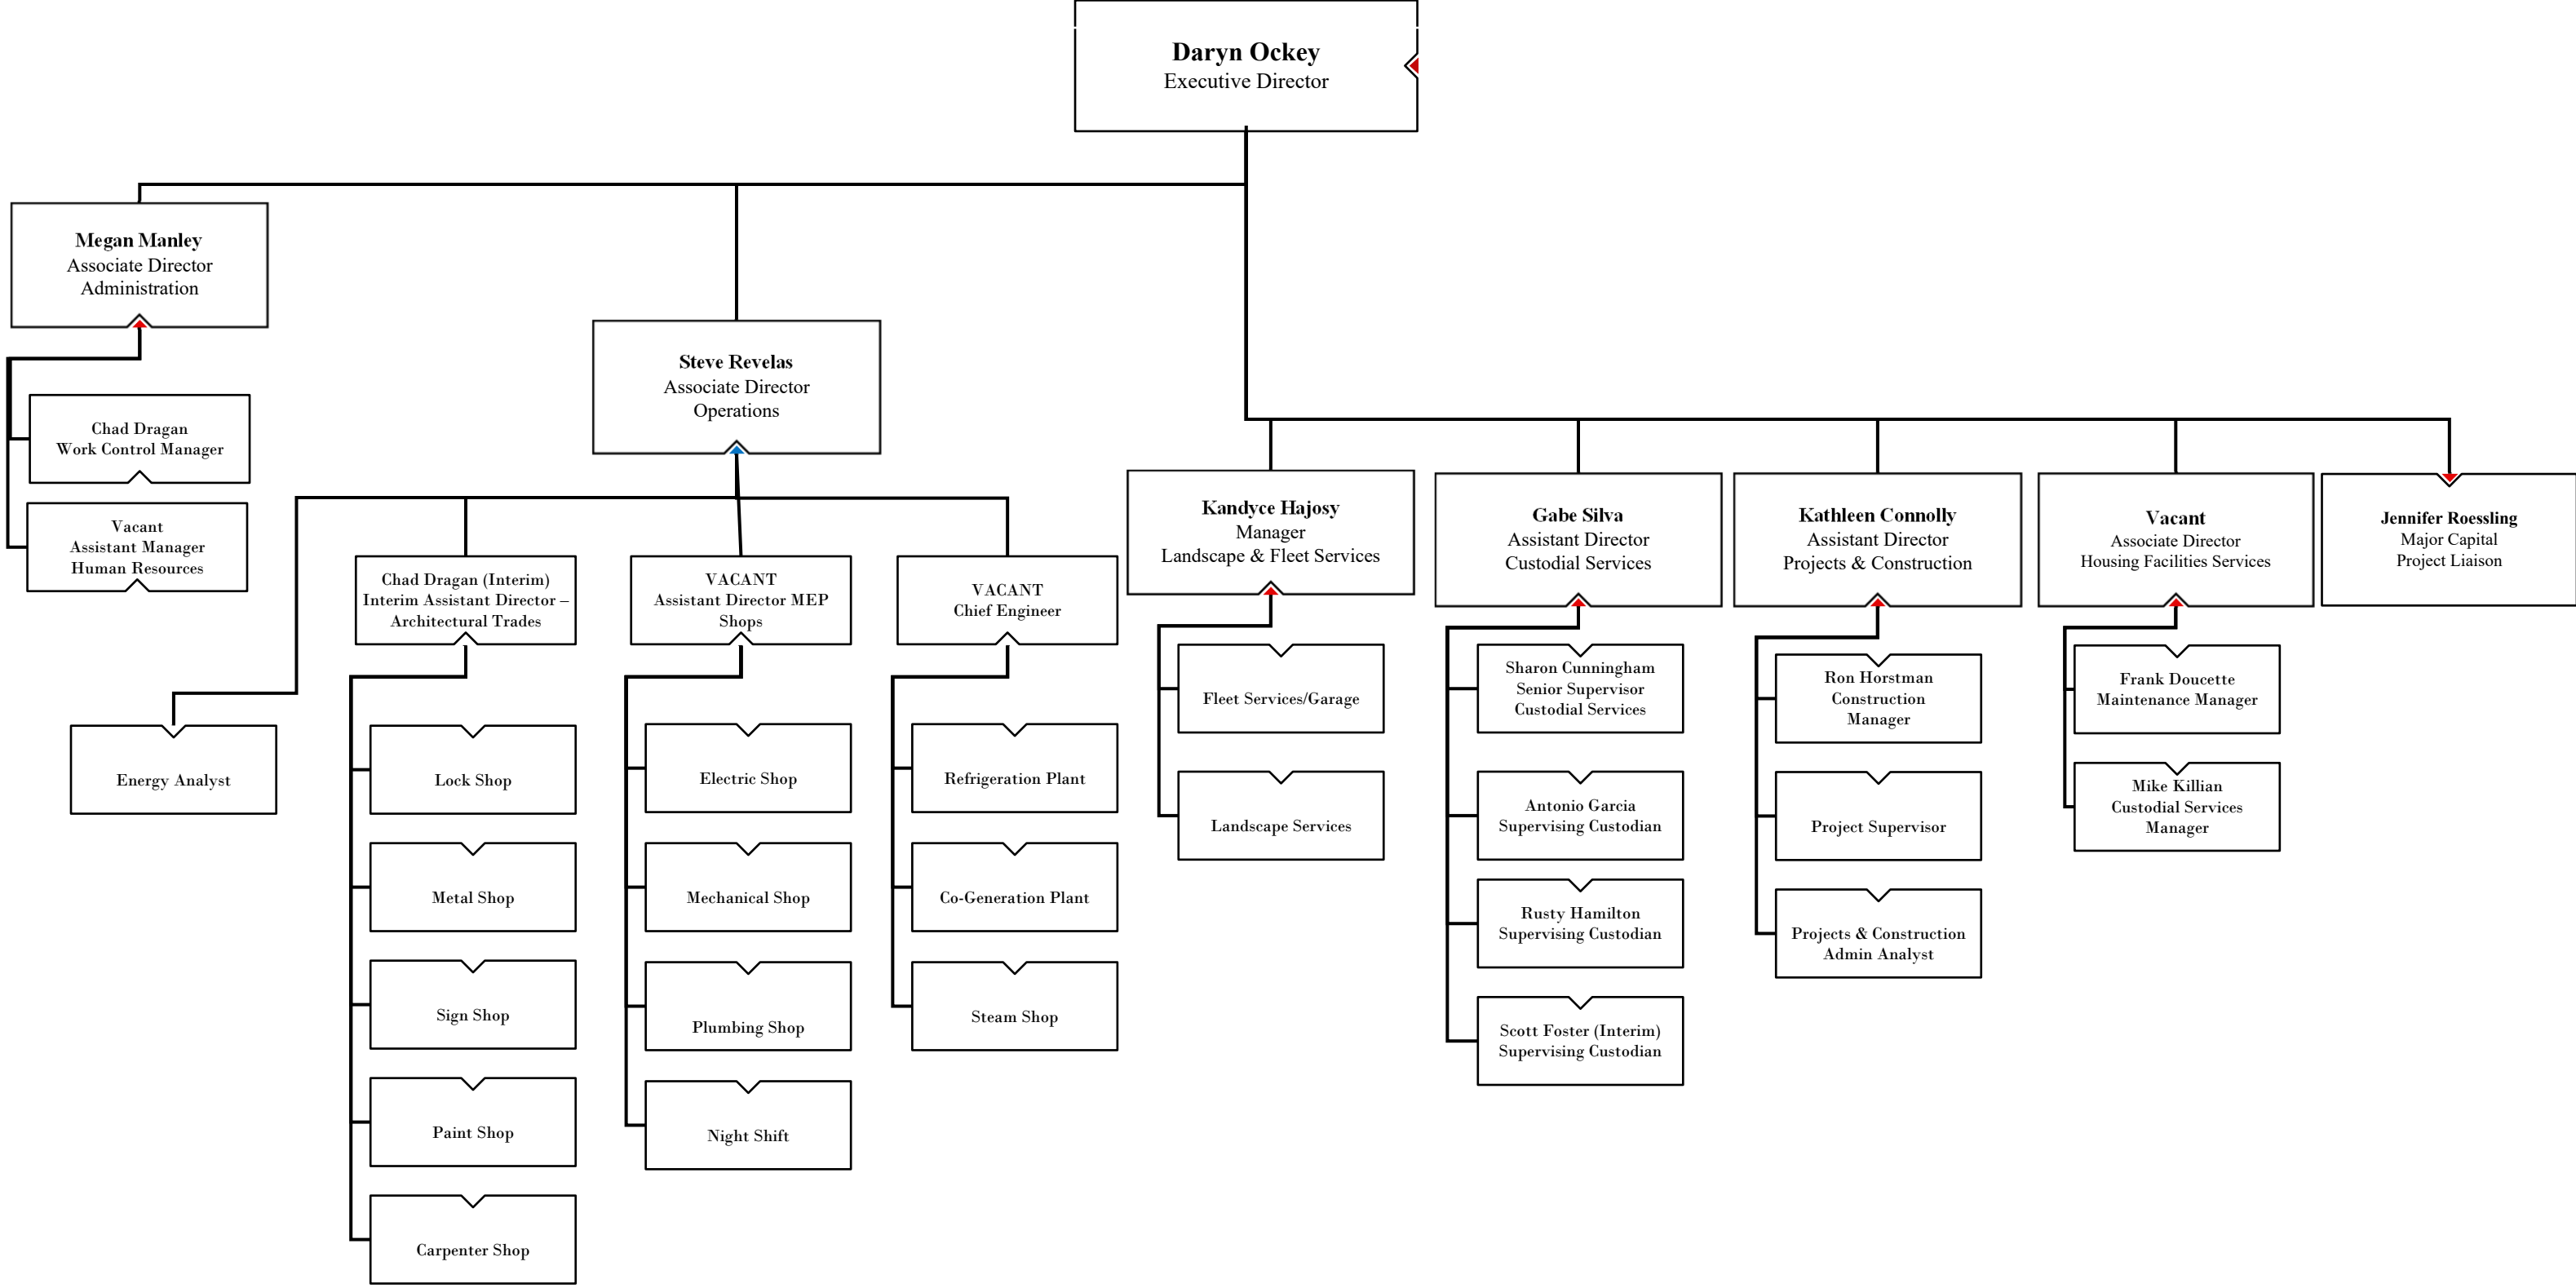 Daryn Ockey
Executive Director
Megan Manley
Associate Director
Administration
Chad Dragan
Work Control Manager
Vacant
Assistant Manager
Human Resources
Steve Revelas
Associate Director
Operations
Energy Analyst
Chad Dragan (Interim)
Interim Assistant Director –
Architectural Trades
Lock Shop
Metal Shop
Sign Shop
Paint Shop
Carpenter Shop
VACANT
Assistant Director MEP
Shops
Electric Shop
Mechanical Shop
Plumbing Shop
Night Shift
VACANT
Chief Engineer
Refrigeration Plant
Co-Generation Plant
Steam Shop
Kandyce Hajosy
Manager
Landscape & Fleet Services
Fleet Services/Garage
Landscape Services
Gabe Silva
Assistant Director
Custodial Services
Sharon Cunningham
Senior Supervisor
Custodial Services
Antonio Garcia
Supervising Custodian
Rusty Hamilton
Supervising Custodian
Scott Foster (Interim)
Supervising Custodian
Kathleen Connolly
Assistant Director
Projects & Construction
Ron Horstman
Construction
Manager
Project Supervisor
Projects & Construction
Admin Analyst
Vacant
Associate Director
Housing Facilities Services
Frank Doucette
Maintenance Manager
Mike Killian
Custodial Services
Manager
Jennifer Roessling
Major Capital
Project Liaison